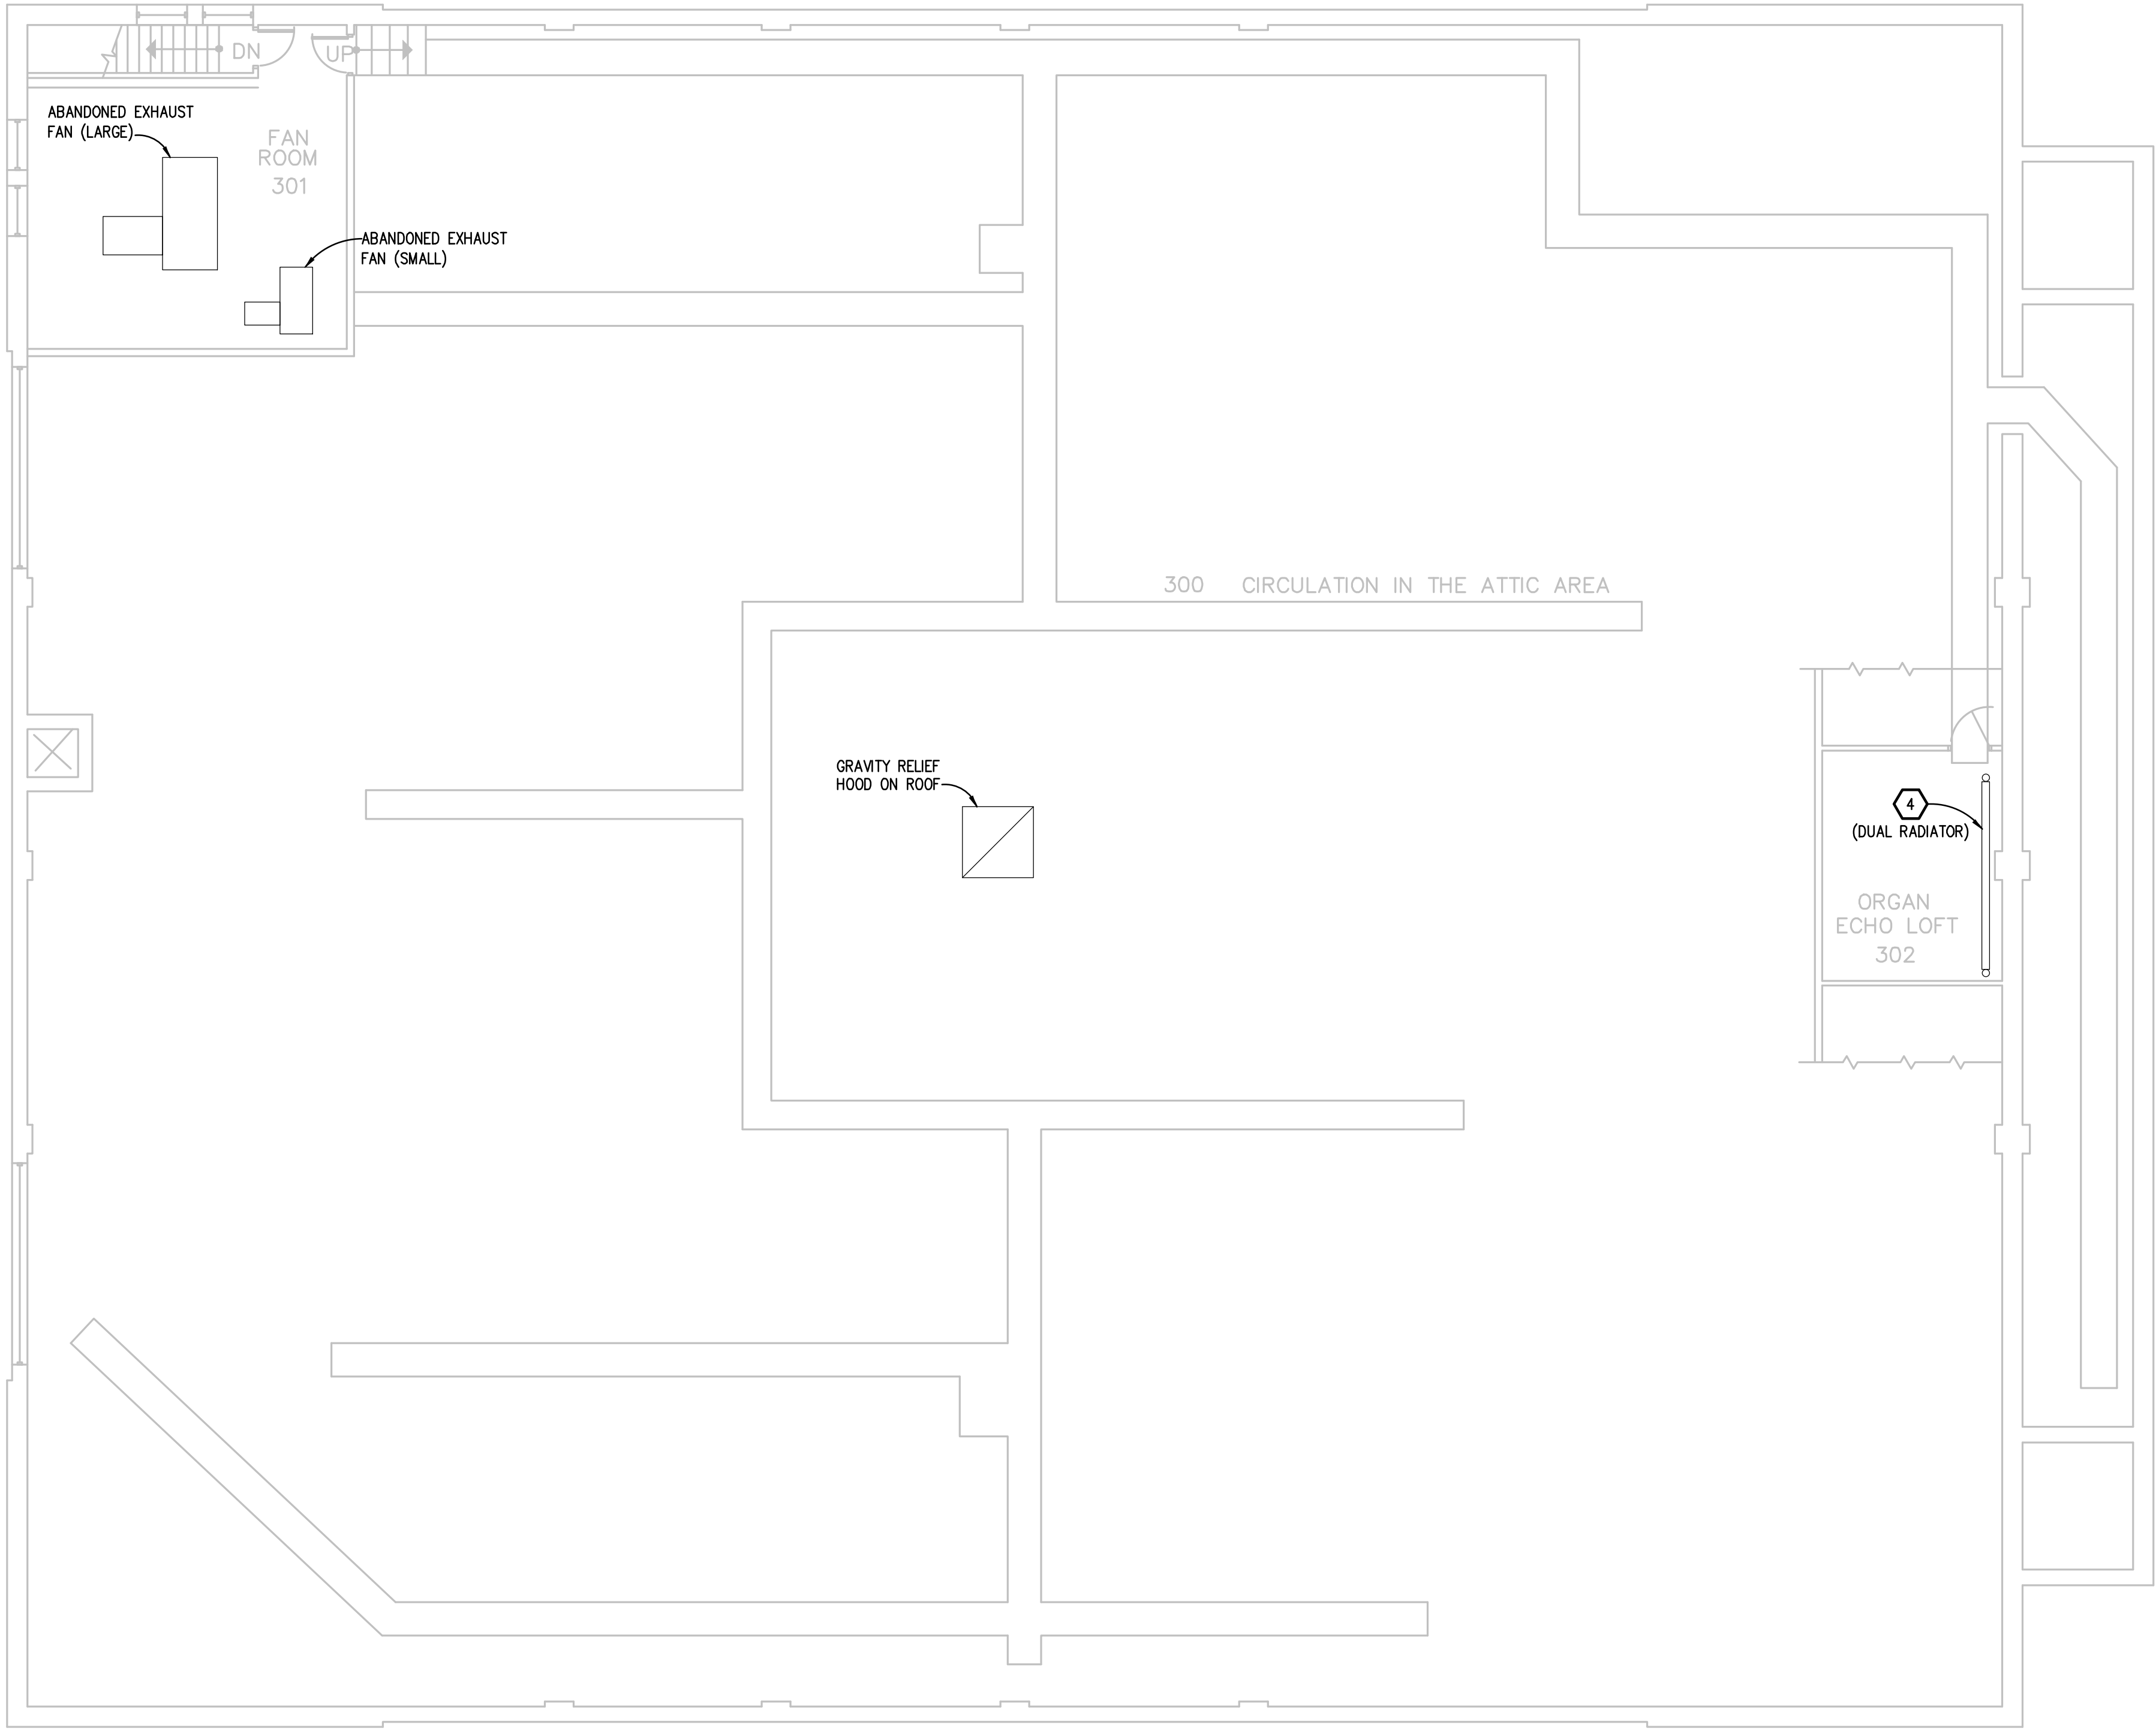 DN
UP
ABANDONED EXHAUST
FAN (LARGE)
FAN
ROOM
301
ABANDONED EXHAUST
FAN (SMALL)
300 CIRCULATION IN THE ATTIC AREA
GRAVITY RELIEF
HOOD ON ROOF
4
(DUAL RADIATOR)
ORGAN
ECHO LOFT
302